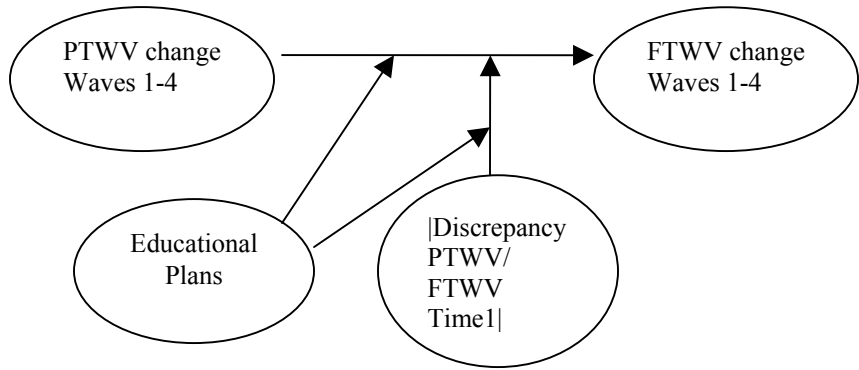 PTWV change
Waves 1-4
FTWV change
Waves 1-4
Educational
Plans
|Discrepancy
PTWV/
FTWV
Time1|